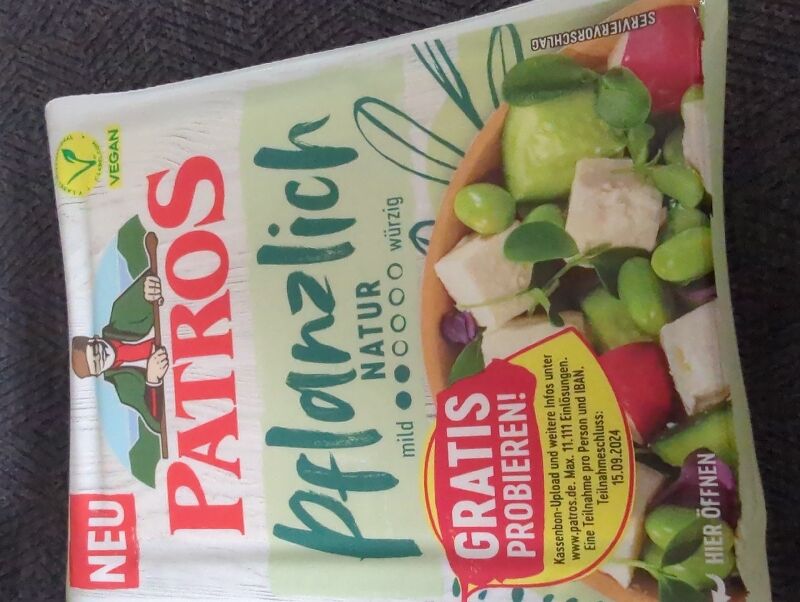 NEU
VEGAN
PATROS
pflanzlich
NATUR
mild würzig
GRATIS
PROBIEREN!
Kassenbon-Upload und weitere Infos unter
www.patros.de. Max. 11.111 Einlösungen.
Eine Teilnahme pro Person und IBAN.
Teilnahmeschluss:
15.09.2024
HIER ÖFFNEN
SERVIERVORSCHLAG